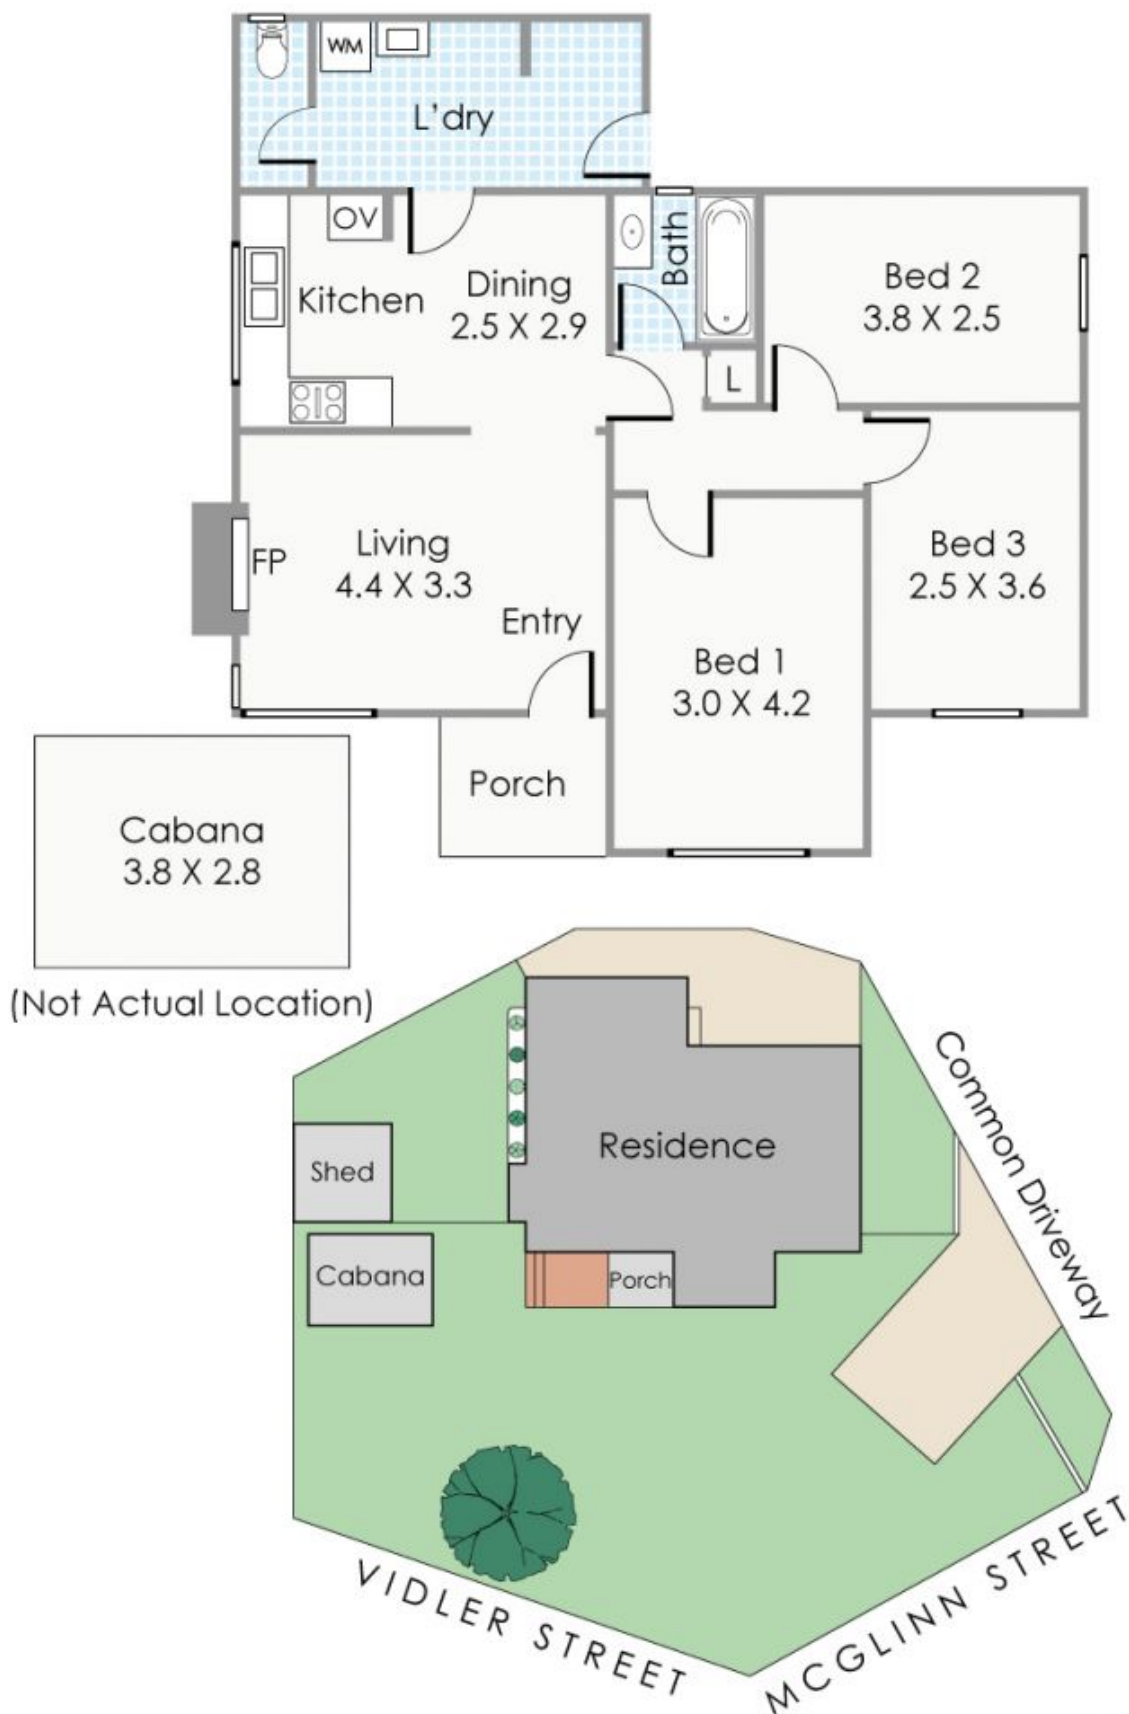 WM
L'dry
OV
Kitchen
Dining
2.5 X 2.9
Bath
Bed 2
3.8 X 2.5
L
FP
Living
4.4 X 3.3
Entry
Bed 3
2.5 X 3.6
Bed 1
3.0 X 4.2
Porch
Cabana
3.8 X 2.8
(Not Actual Location)
Common Driveway
Residence
Shed
Cabana
Porch
VIDLER STREET
MCGLINN STREET